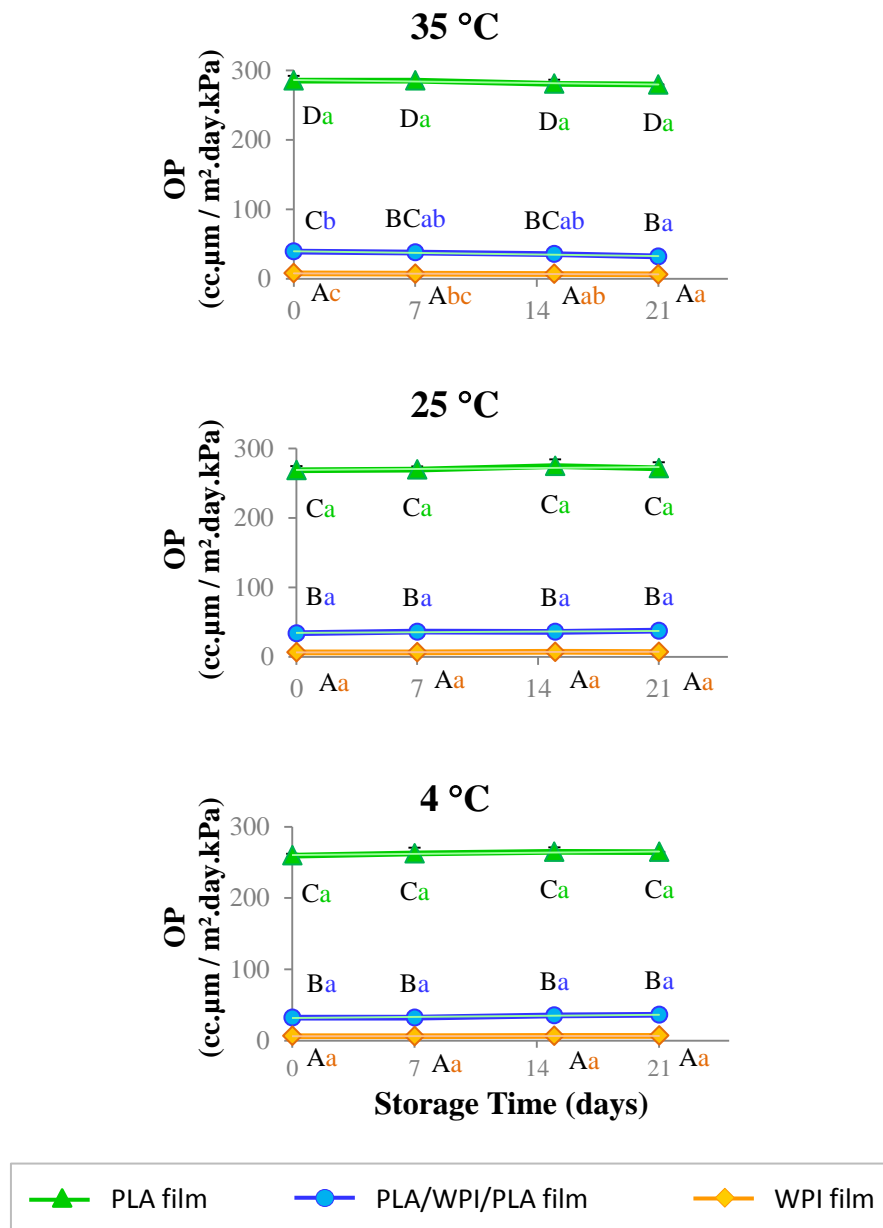 35 °C
300
Da Da Da Da
200
OP
(cc.µm / m².day.kPa)
100
Cb BCab BCab Ba
0
Ac Abc Aab Aa
0 7 14 21
25 °C
300
Ca Ca Ca Ca
200
OP
(cc.µm / m².day.kPa)
100
Ba Ba Ba Ba
0
Aa Aa Aa Aa
0 7 14 21
4 °C
300
Ca Ca Ca Ca
200
OP
(cc.µm / m².day.kPa)
100
Ba Ba Ba Ba
0
Aa Aa Aa Aa
0 7 14 21
Storage Time (days)
PLA film PLA/WPI/PLA film WPI film